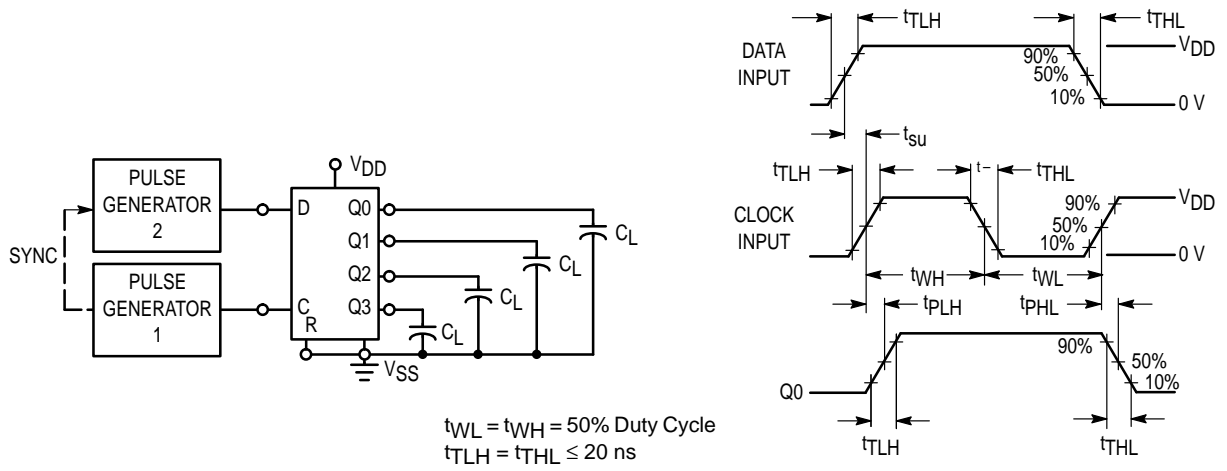 PULSE
GENERATOR
2
SYNC
PULSE
GENERATOR
1
VDD
D
Q0
Q1
Q2
Q3
C
R
VSS
CL
CL
CL
CL
tWL = tWH = 50% Duty Cycle
tTLH = tTHL ≤ 20 ns
tTLH
tTHL
DATA
INPUT
90%
50%
10%
VDD
0 V
tsu
tTLH
t–
tTHL
CLOCK
INPUT
90%
50%
10%
VDD
0 V
tWH
tWL
tPLH
tPHL
Q0
90%
50%
10%
tTLH
tTHL